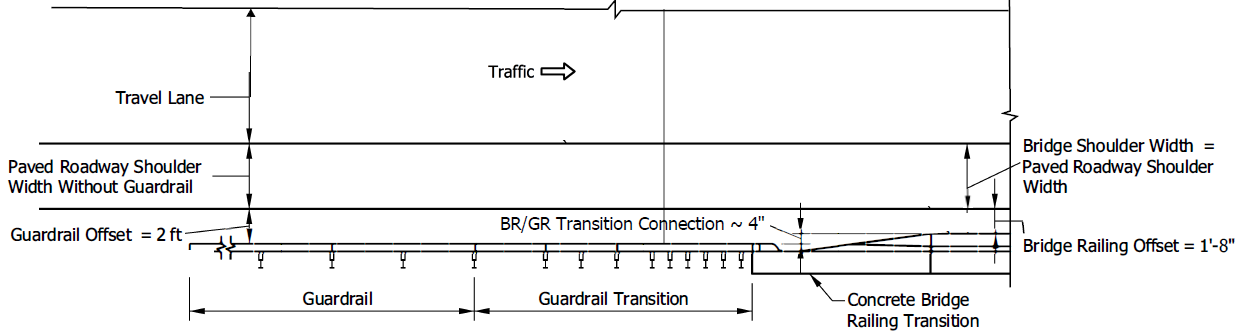 Traffic
Travel Lane
Paved Roadway Shoulder
Width Without Guardrail
Bridge Shoulder Width =
Paved Roadway Shoulder
Width
BR/GR Transition Connection ~ 4"
Guardrail Offset = 2 ft
Bridge Railing Offset = 1'-8"
Guardrail
Guardrail Transition
Concrete Bridge
Railing Transition